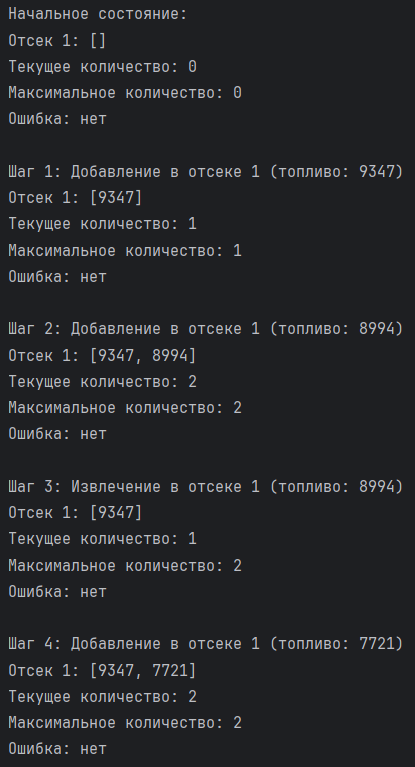 Начальное состояние:
Отсек 1: []
Текущее количество: 0
Максимальное количество: 0
Ошибка: нет
Шаг 1: Добавление в отсеке 1 (топливо: 9347)
Отсек 1: [9347]
Текущее количество: 1
Максимальное количество: 1
Ошибка: нет
Шаг 2: Добавление в отсеке 1 (топливо: 8994)
Отсек 1: [9347, 8994]
Текущее количество: 2
Максимальное количество: 2
Ошибка: нет
Шаг 3: Извлечение в отсеке 1 (топливо: 8994)
Отсек 1: [9347]
Текущее количество: 1
Максимальное количество: 2
Ошибка: нет
Шаг 4: Добавление в отсеке 1 (топливо: 7721)
Отсек 1: [9347, 7721]
Текущее количество: 2
Максимальное количество: 2
Ошибка: нет